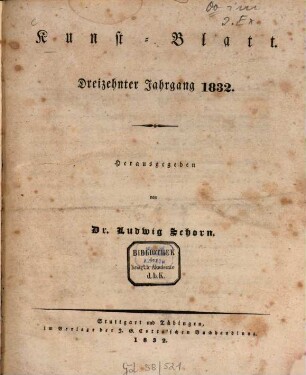 Kunst-Blatt.
Dreizehnter Jahrgang 1832.
Herausgegeben
von
Dr. Ludwig Schorn.
BIBLIOTHEK
d. b. K.
Stuttgart und Tübingen,
im Verlage der J. G. Cotta'schen Buchhandlung.
1832.